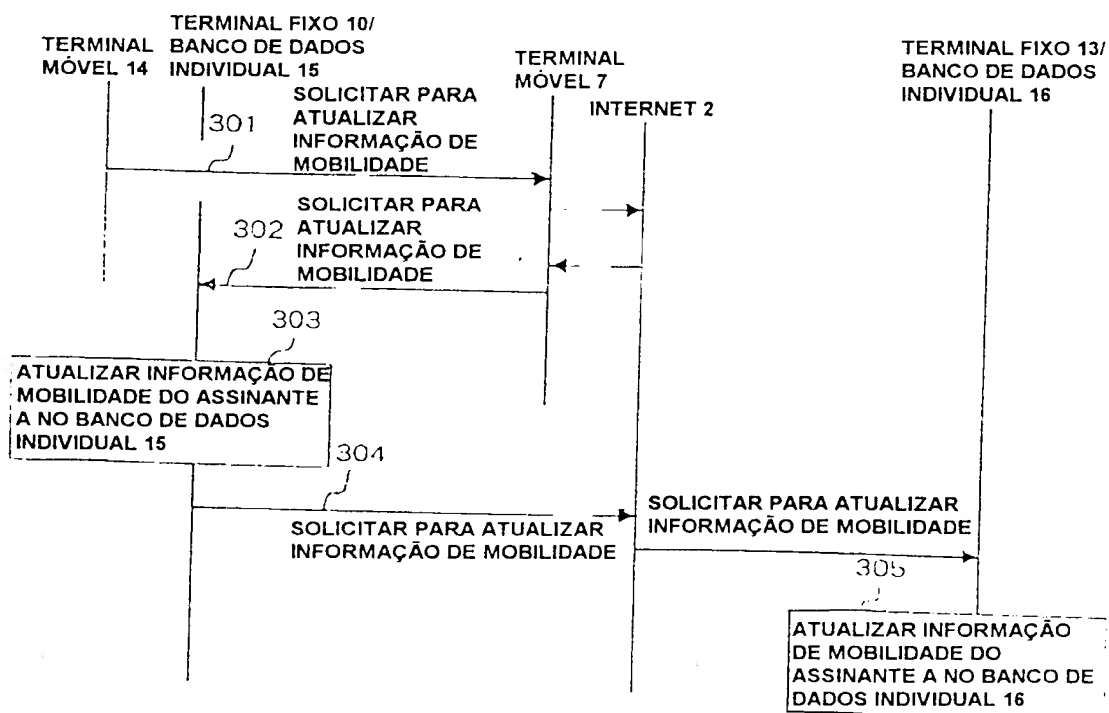 TERMINAL
MÓVEL 14
TERMINAL FIXO 10/
BANCO DE DADOS
INDIVIDUAL 15
TERMINAL
MÓVEL 7
INTERNET 2
TERMINAL FIXO 13/
BANCO DE DADOS
INDIVIDUAL 16
301
SOLICITAR PARA
ATUALIZAR
INFORMAÇÃO DE
MOBILIDADE
302
SOLICITAR PARA
ATUALIZAR
INFORMAÇÃO DE
MOBILIDADE
303
ATUALIZAR INFORMAÇÃO DE
MOBILIDADE DO ASSINANTE
A NO BANCO DE DADOS
INDIVIDUAL 15
304
SOLICITAR PARA ATUALIZAR
INFORMAÇÃO DE MOBILIDADE
SOLICITAR PARA ATUALIZAR
INFORMAÇÃO DE MOBILIDADE
305
ATUALIZAR INFORMAÇÃO
DE MOBILIDADE DO
ASSINANTE A NO BANCO DE
DADOS INDIVIDUAL 16